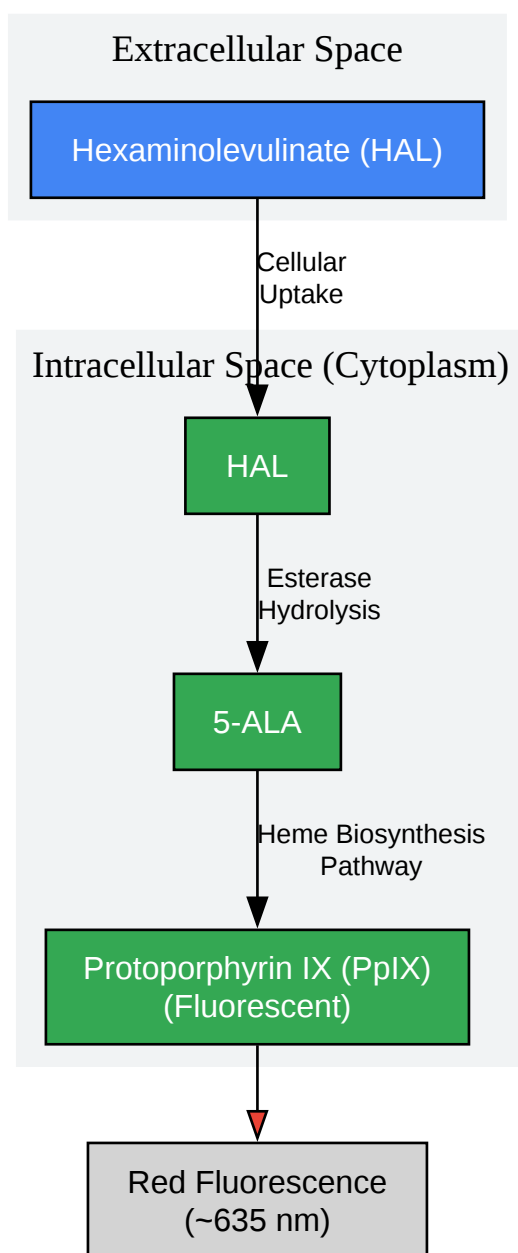 Extracellular Space
Hexaminolevulinate (HAL)
Cellular
Uptake
Intracellular Space (Cytoplasm)
HAL
Esterase
Hydrolysis
5-ALA
Heme Biosynthesis
Pathway
Protoporphyrin IX (PpIX)
(Fluorescent)
Red Fluorescence
(~635 nm)